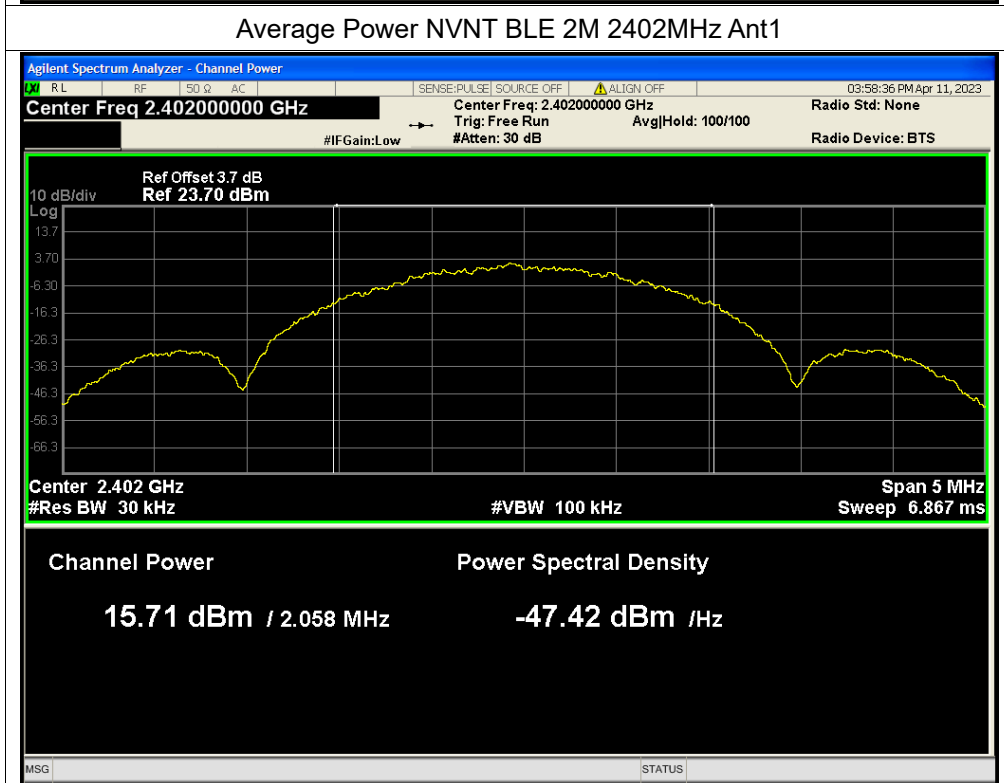 Average Power NVNT BLE 2M 2402MHz Ant1
Agilent Spectrum Analyzer - Channel Power
LXI RL RF 50 Ω AC SENSE:PULSE SOURCE OFF ALIGN OFF 03:58:36 PM Apr 11, 2023
Center Freq 2.402000000 GHz Center Freq: 2.402000000 GHz Radio Std: None
Trig: Free Run Avg|Hold: 100/100
#IFGain:Low #Atten: 30 dB Radio Device: BTS
Ref Offset 3.7 dB
10 dB/div Ref 23.70 dBm
Log
13.7
3.70
-6.30
-16.3
-26.3
-36.3
-46.3
-56.3
-66.3
Center 2.402 GHz Span 5 MHz
#Res BW 30 kHz #VBW 100 kHz Sweep 6.867 ms
Channel Power Power Spectral Density
15.71 dBm / 2.058 MHz -47.42 dBm /Hz
MSG STATUS